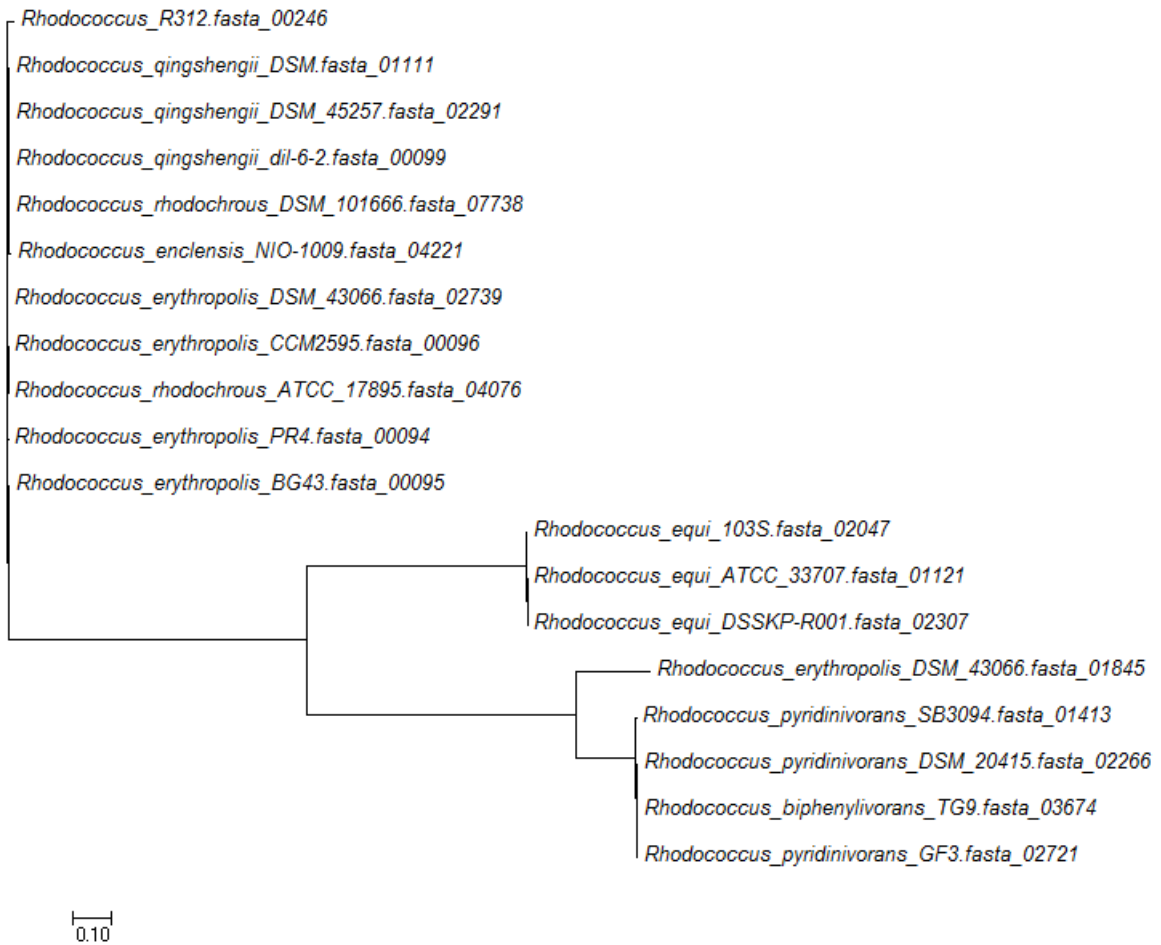 Rhodococcus_R312.fasta_00246
Rhodococcus_qingshengii_DSM.fasta_01111
Rhodococcus_qingshengii_DSM_45257.fasta_02291
Rhodococcus_qingshengii_dil-6-2.fasta_00099
Rhodococcus_rhodochrous_DSM_101666.fasta_07738
Rhodococcus_enclensis_NIO-1009.fasta_04221
Rhodococcus_erythropolis_DSM_43066.fasta_02739
Rhodococcus_erythropolis_CCM2595.fasta_00096
Rhodococcus_rhodochrous_ATCC_17895.fasta_04076
Rhodococcus_erythropolis_PR4.fasta_00094
Rhodococcus_erythropolis_BG43.fasta_00095
Rhodococcus_equi_103S.fasta_02047
Rhodococcus_equi_ATCC_33707.fasta_01121
Rhodococcus_equi_DSSKP-R001.fasta_02307
Rhodococcus_erythropolis_DSM_43066.fasta_01845
Rhodococcus_pyridinivorans_SB3094.fasta_01413
Rhodococcus_pyridinivorans_DSM_20415.fasta_02266
Rhodococcus_biphenylivorans_TG9.fasta_03674
Rhodococcus_pyridinivorans_GF3.fasta_02721
0.10